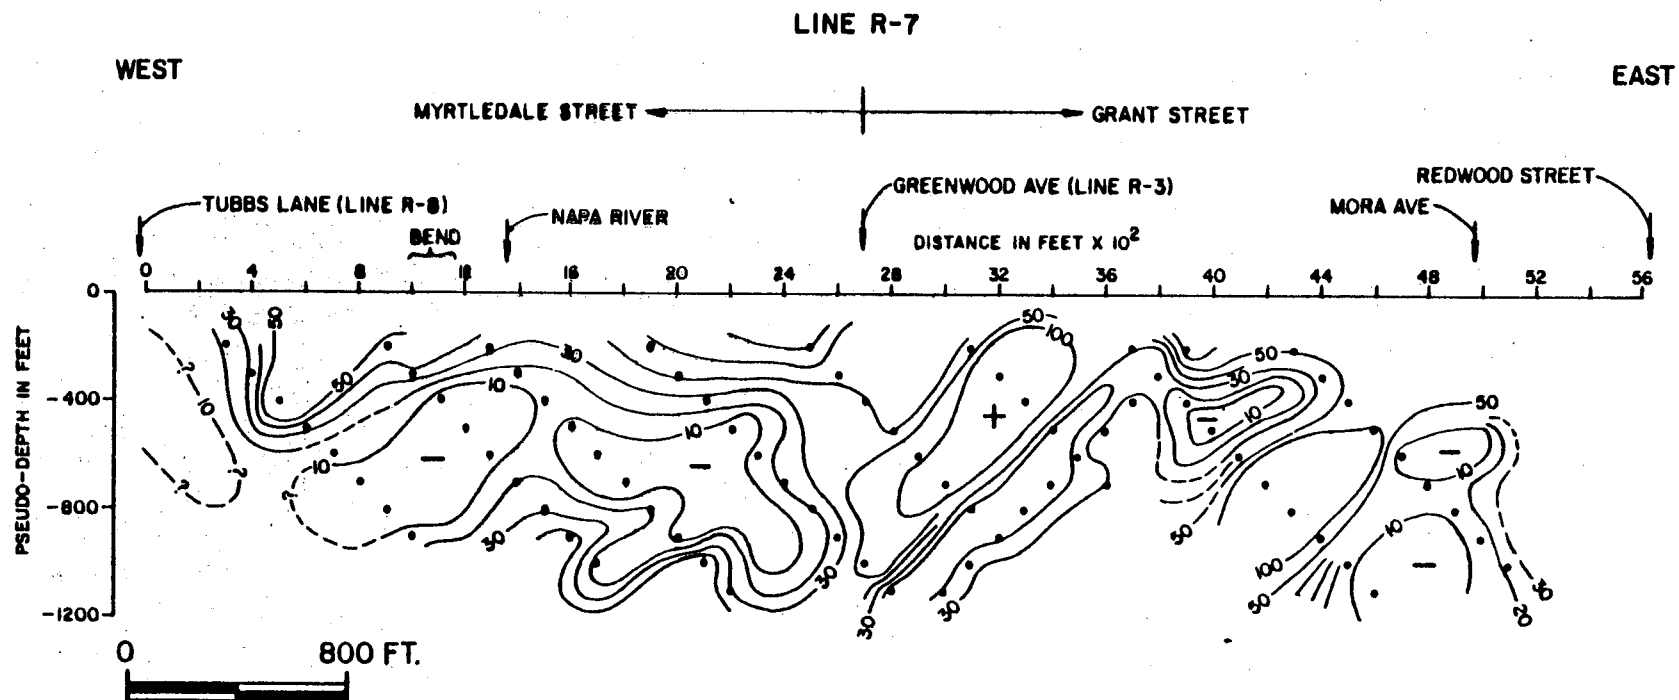 LINE R-7
WEST
EAST
MYRTLEDALE STREET
GRANT STREET
REDWOOD STREET
GREENWOOD AVE (LINE R-3)
TUBBS LANE (LINE R-8)
MORA AVE
NAPA RIVER
BEND
DISTANCE IN FEET X 10²
0 4 8 12 14 16 20 24 28 32 36 40 44 48 52 56
PSEUDO-DEPTH IN FEET
0
-400
-800
-1200
30 50 50 100
? 50 30 50 30
10 10 10 + 10 50
? ? 10 ? 10 10
30 50 10
30 100 50 30
30 30 50 20
0 800 FT.